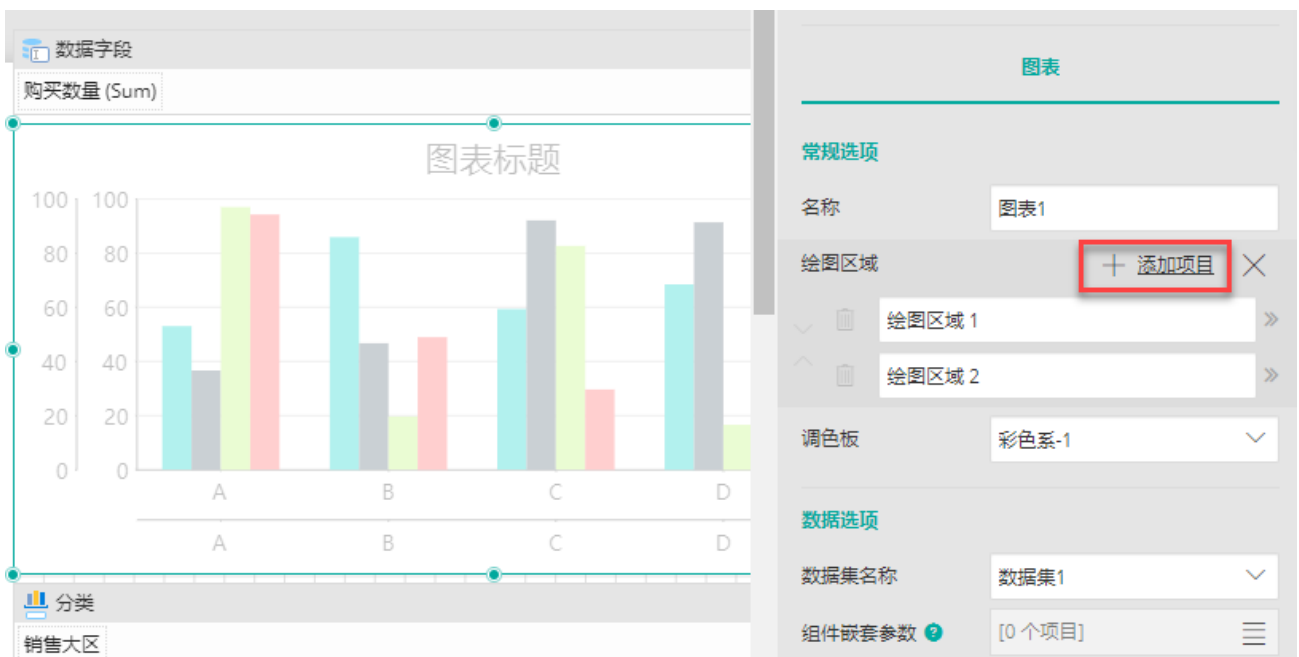 数据字段
购买数量 (Sum)
图表标题
100 100
80 80
60 60
40 40
20 20
0 0
A B C D
A B C D
分类
销售大区
图表
常规选项
名称 图表1
绘图区域 添加项目
绘图区域 1
绘图区域 2
调色板 彩色系-1
数据选项
数据集名称 数据集1
组件嵌套参数 ? [0 个项目]